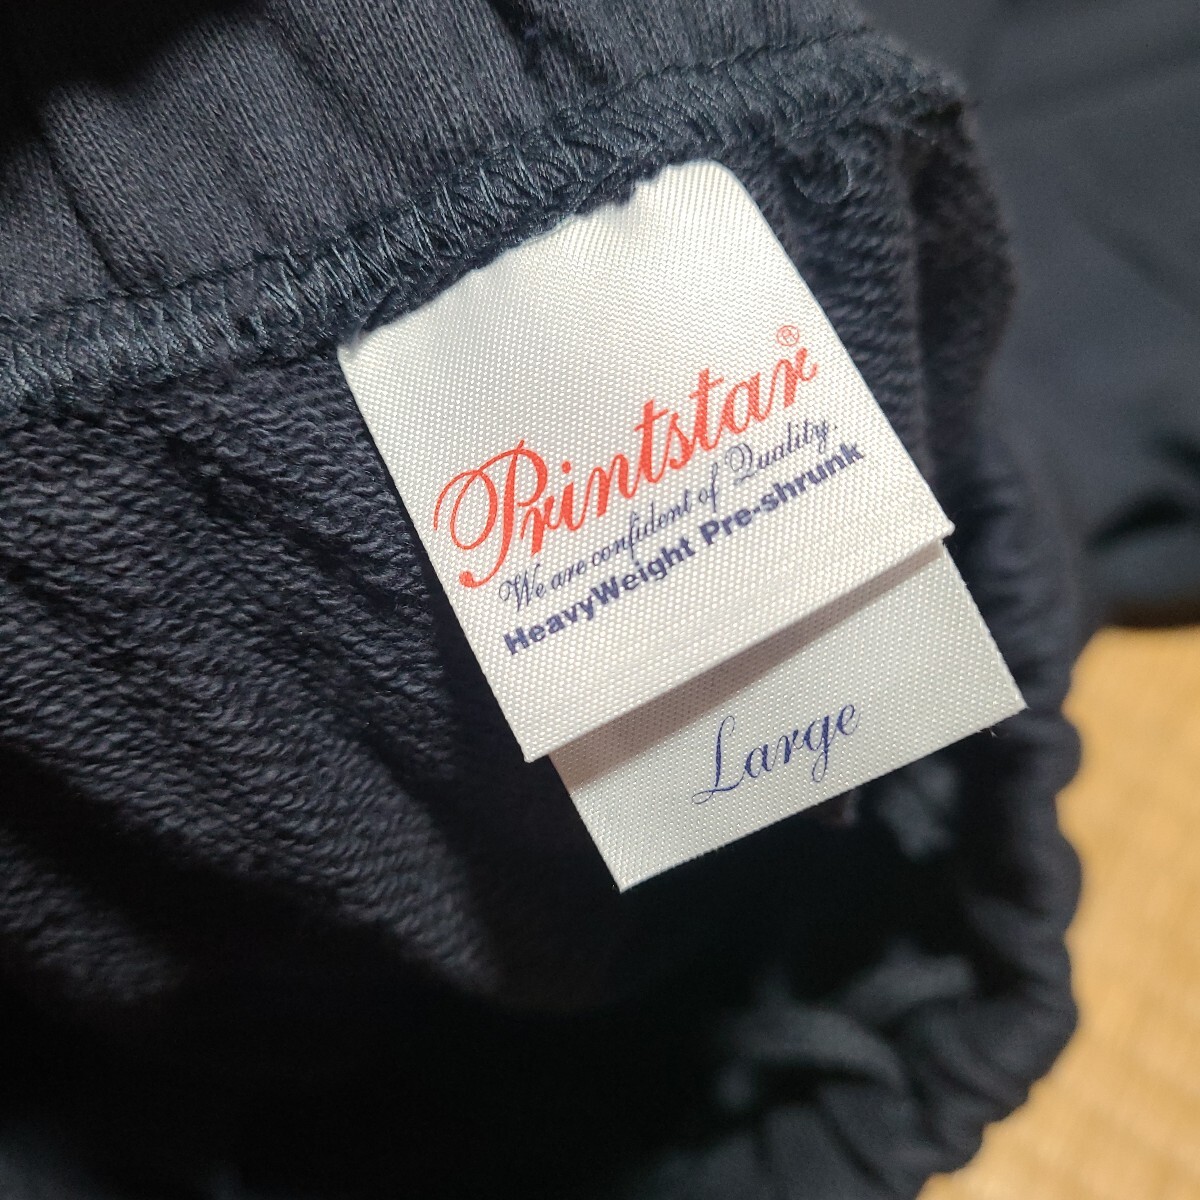 Printstar®
We are confident of Quality.
HeavyWeight Pre-shrunk
Large